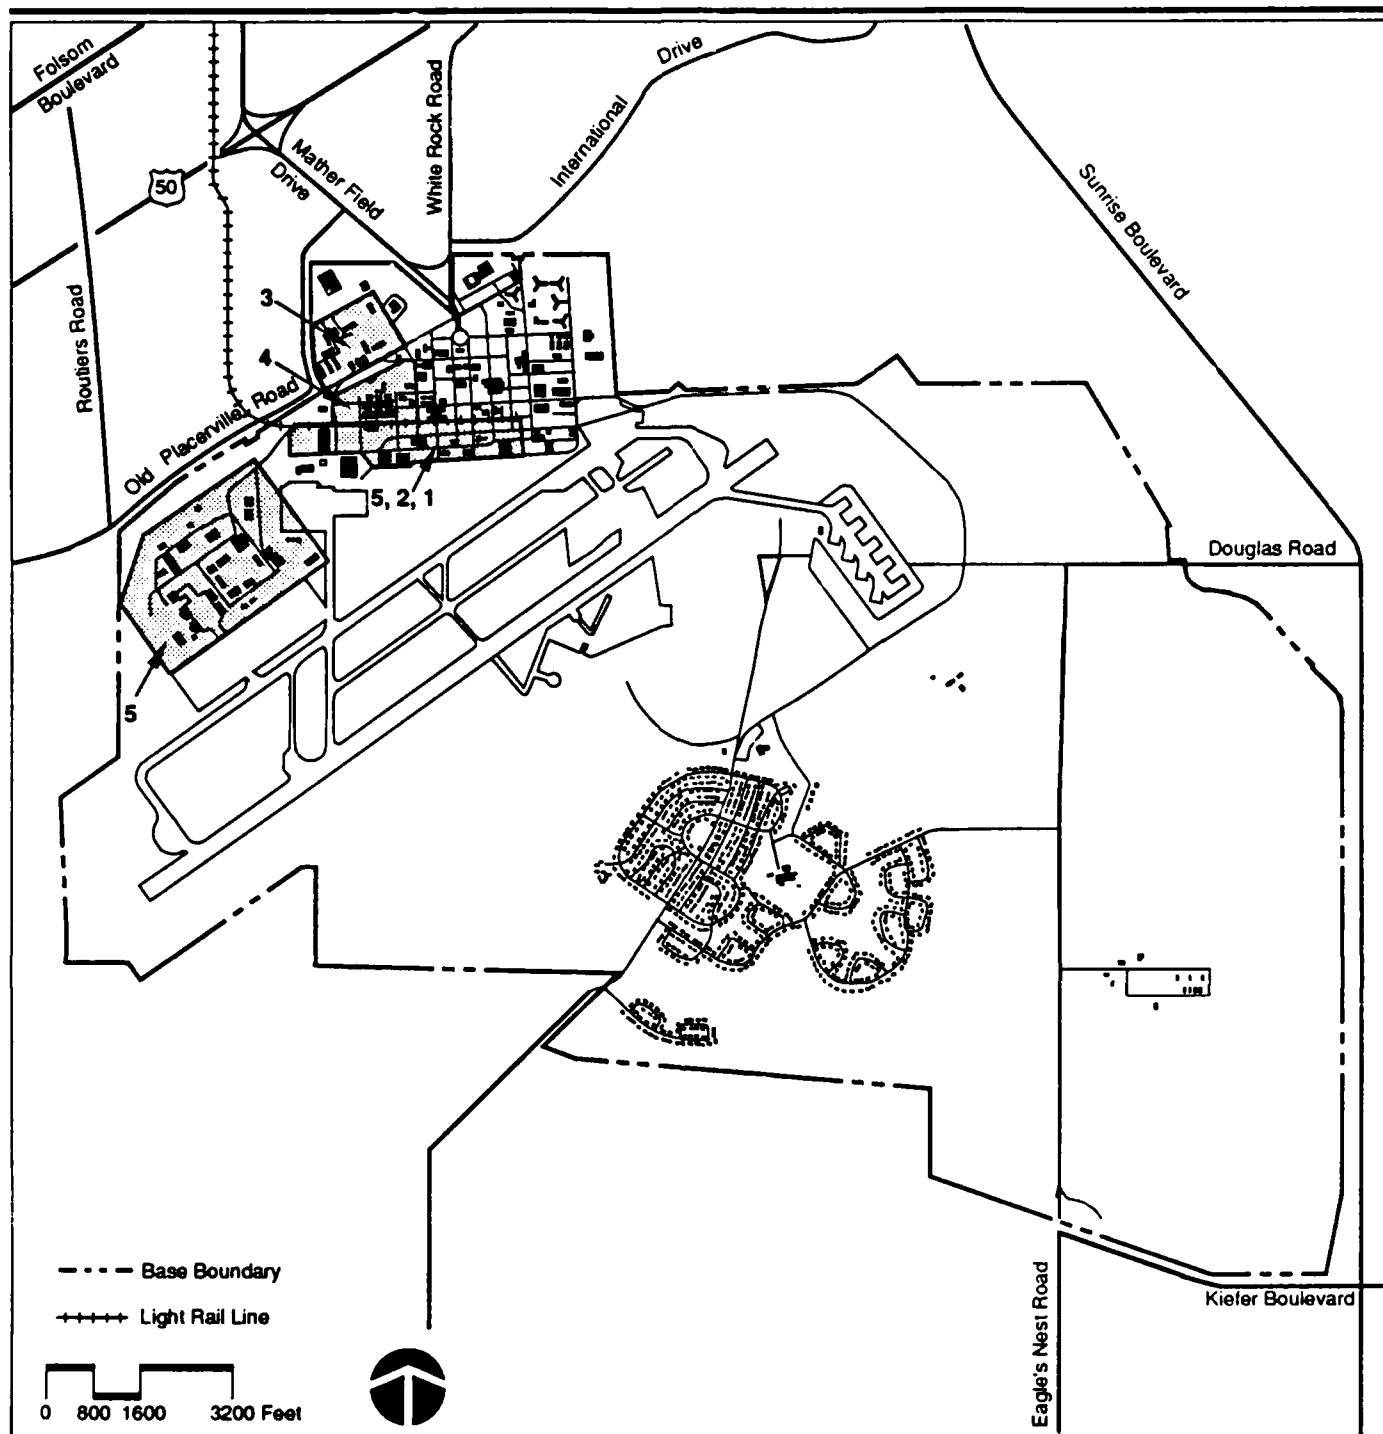 Folsom
Boulevard
Drive
International
White Rock Road
Mather Field
Drive
50
Sunrise Boulevard
Routiers Road
3
4
Old Placerville Road
5, 2, 1
Douglas Road
5
Base Boundary
Light Rail Line
0 800 1600 3200 Feet
Eagle's Nest Road
Kiefer Boulevard